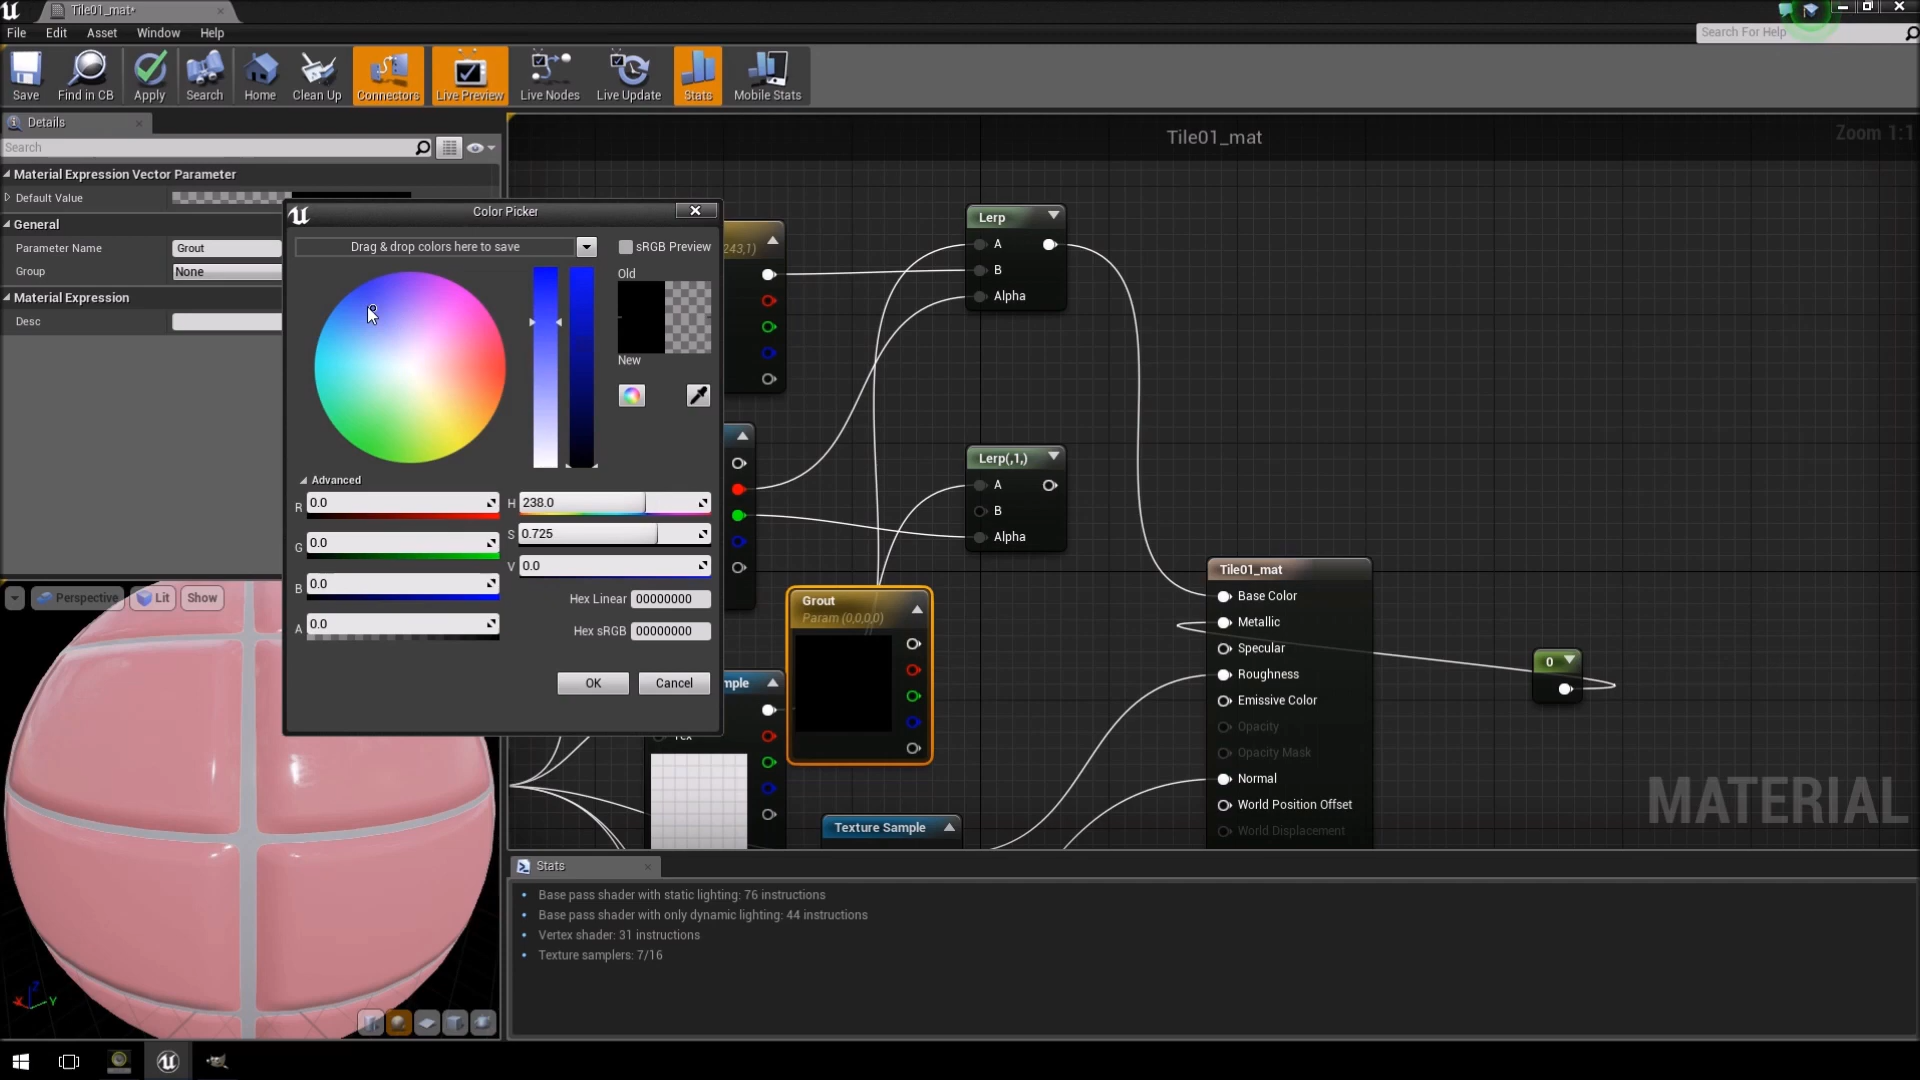 Tile01_mat*
File Edit Asset Window Help
Search For Help
Save Find in CB Apply Search Home Clean Up Connectors Live Preview Live Nodes Live Update Stats Mobile Stats
Details
Search
Material Expression Vector Parameter
Default Value
General
Parameter Name Grout
Group None
Material Expression
Desc
Perspective Lit Show
X Z Y
Color Picker
Drag & drop colors here to save
sRGB Preview
Old
New
Advanced
R 0.0 H 238.0
G 0.0 S 0.725
B 0.0 V 0.0
A 0.0
Hex Linear 00000000
Hex sRGB 00000000
OK Cancel
Tile01_mat
Zoom 1:1
243,1)
Lerp
A
B
Alpha
Lerp(,1,)
A
B
Alpha
Grout
Param (0,0,0,0)
mple
Tex
Texture Sample
Tile01_mat
Base Color
Metallic
Specular
Roughness
Emissive Color
Opacity
Opacity Mask
Normal
World Position Offset
World Displacement
0
MATERIAL
Stats
• Base pass shader with static lighting: 76 instructions
• Base pass shader with only dynamic lighting: 44 instructions
• Vertex shader: 31 instructions
• Texture samplers: 7/16